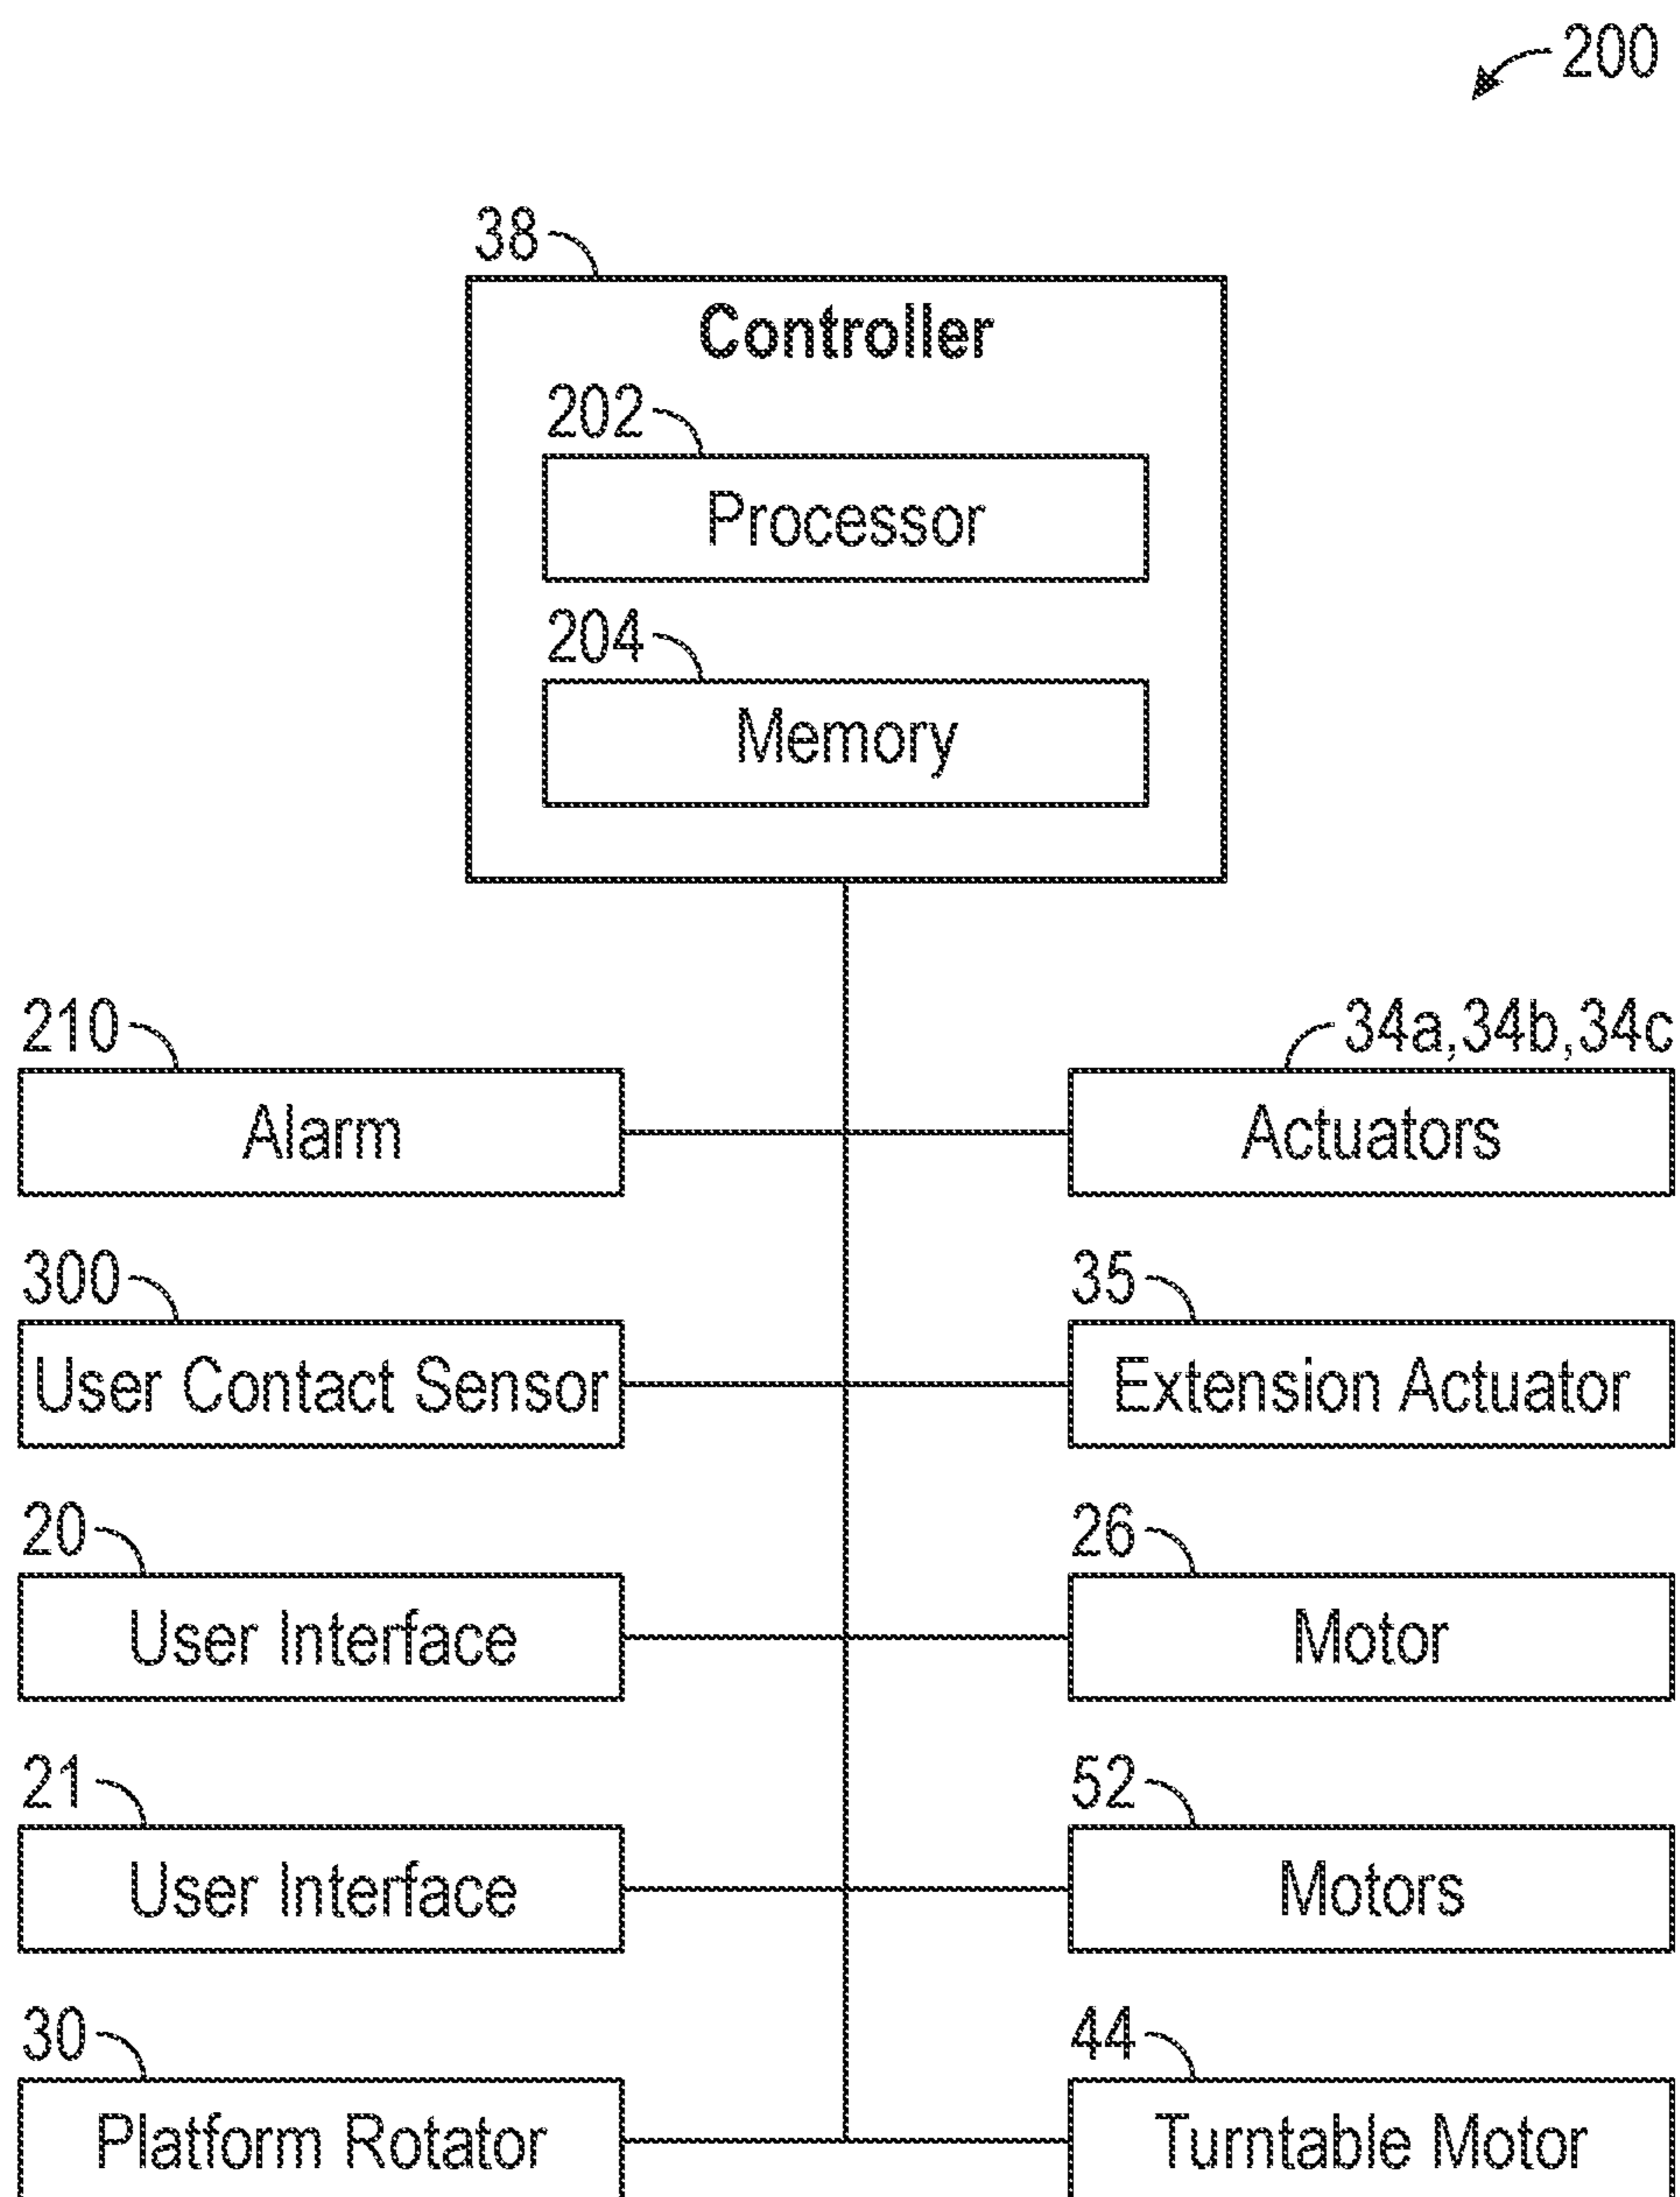 200
38
Controller
202
Processor
204
Memory
210
34a,34b,34c
Alarm
Actuators
300
35
User Contact Sensor
Extension Actuator
20
26
User Interface
Motor
21
52
User Interface
Motors
30
44
Platform Rotator
Turntable Motor